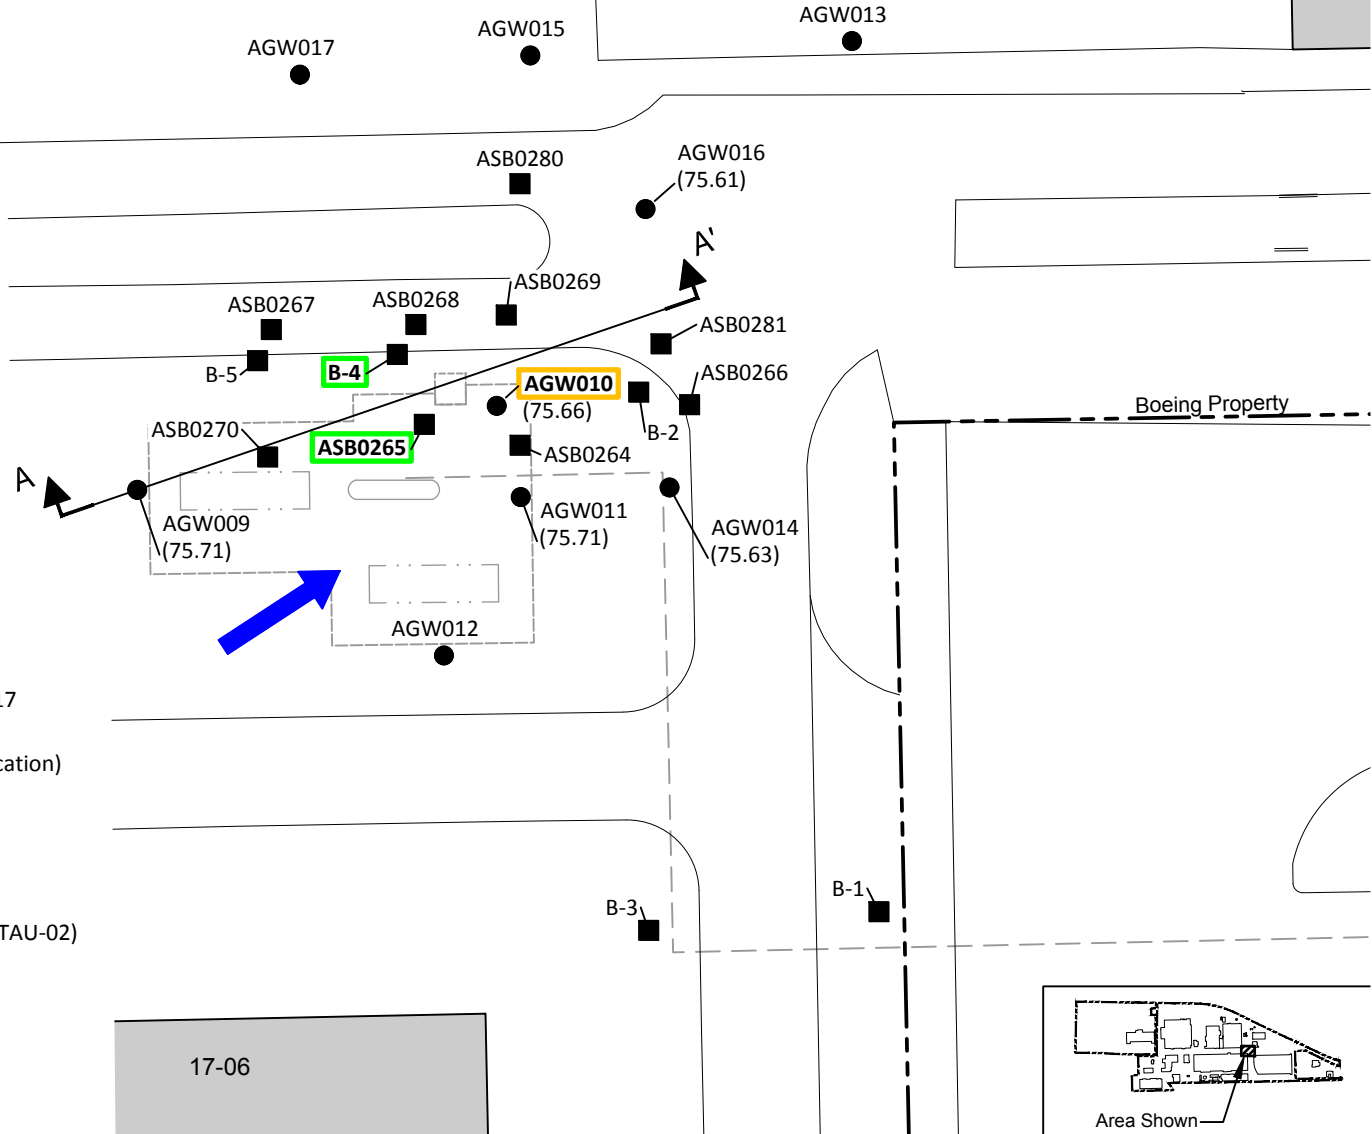 AGW013
AGW015
AGW017
ASB0280
AGW016
(75.61)
A'
ASB0269
ASB0267
ASB0268
ASB0281
B-5
B-4
AGW010
(75.66)
ASB0266
Boeing Property
ASB0270
ASB0265
B-2
ASB0264
A
AGW009
(75.71)
AGW011
(75.71)
AGW014
(75.63)
AGW012
17
cation)
B-3
B-1
TAU-02)
17-06
Area Shown